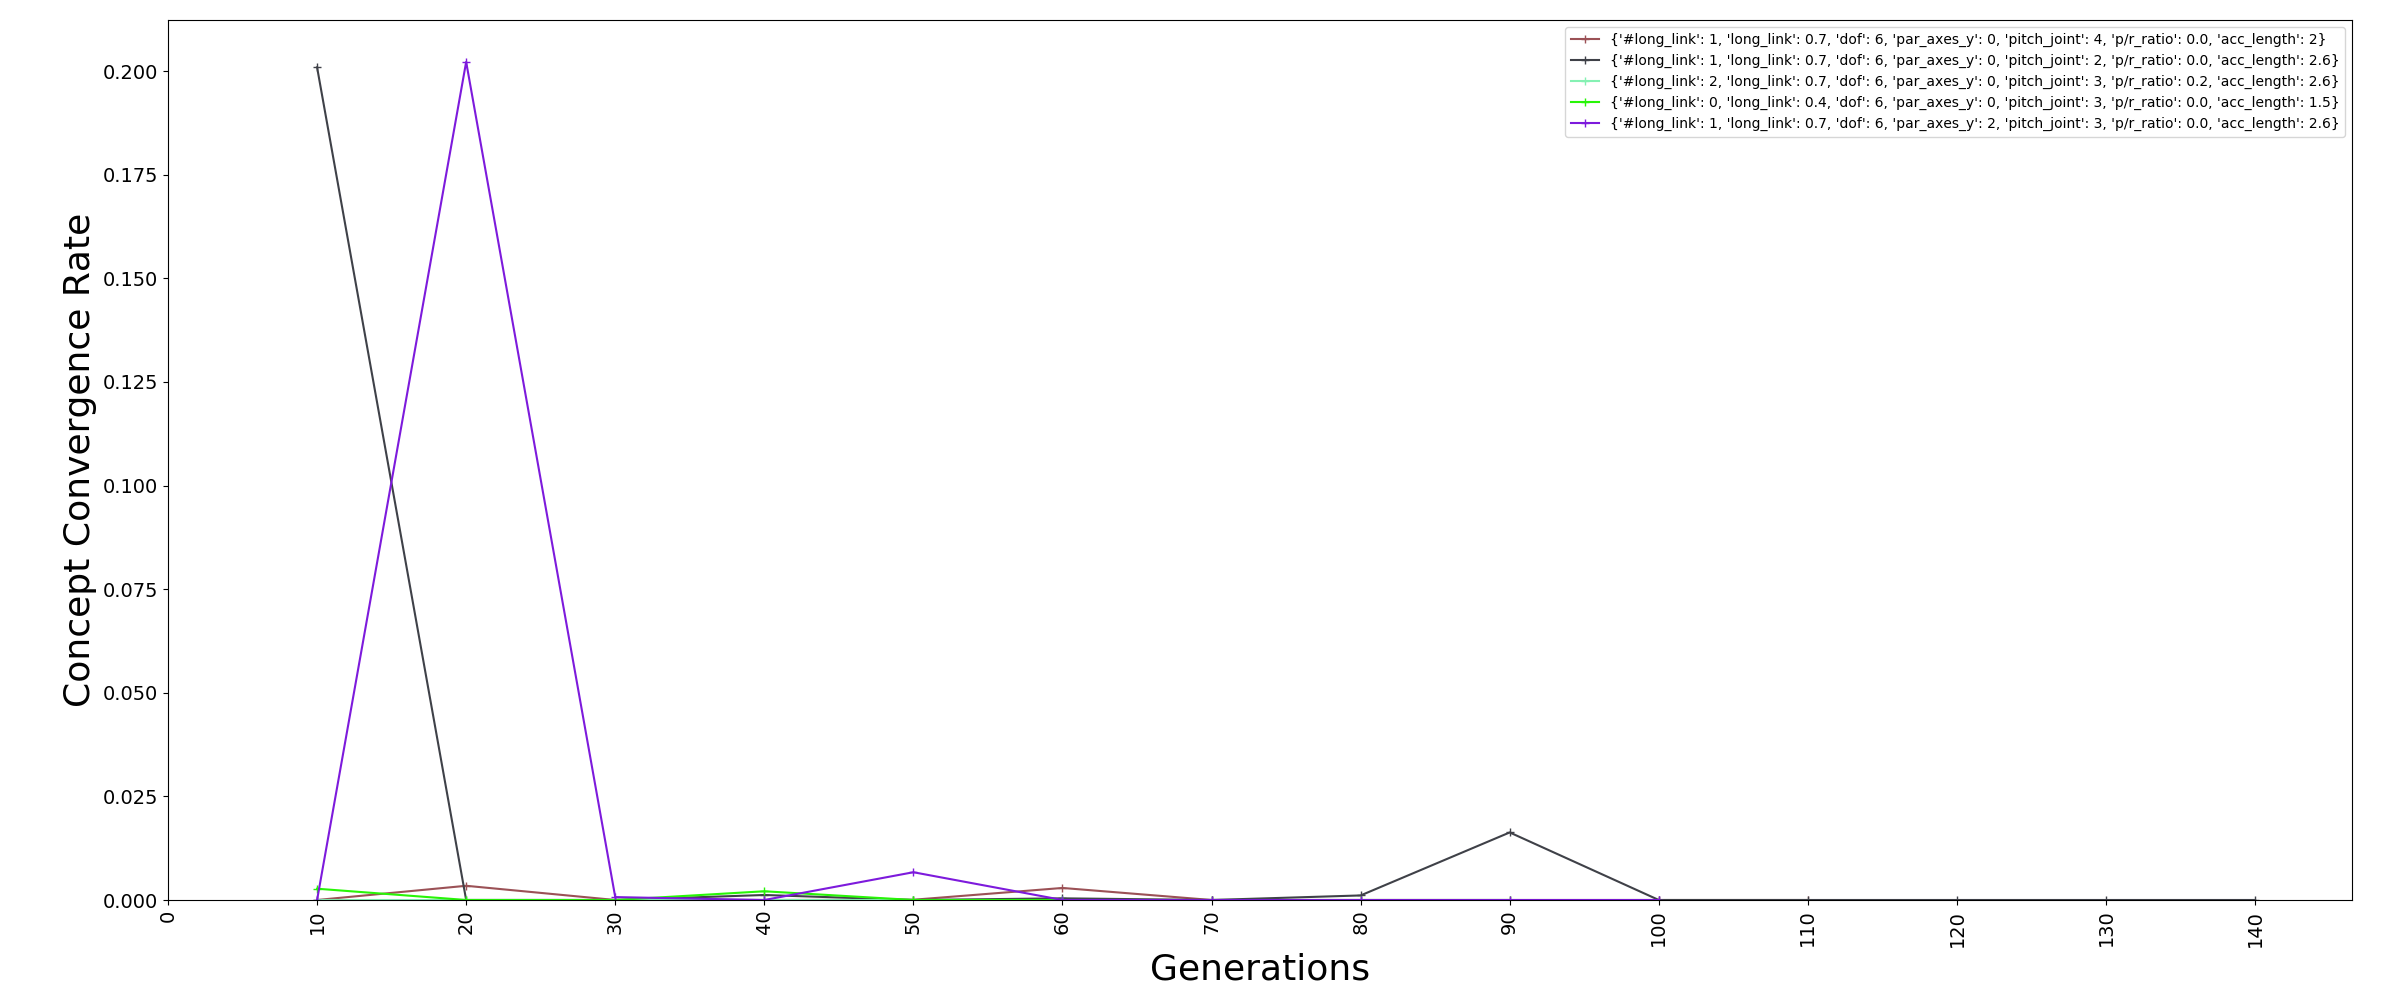 {'#long_link': 1, 'long_link': 0.7, 'dof': 6, 'par_axes_y': 0, 'pitch_joint': 4, 'p/r_ratio': 0.0, 'acc_length': 2}
{'#long_link': 1, 'long_link': 0.7, 'dof': 6, 'par_axes_y': 0, 'pitch_joint': 2, 'p/r_ratio': 0.0, 'acc_length': 2.6}
{'#long_link': 2, 'long_link': 0.7, 'dof': 6, 'par_axes_y': 0, 'pitch_joint': 3, 'p/r_ratio': 0.2, 'acc_length': 2.6}
{'#long_link': 0, 'long_link': 0.4, 'dof': 6, 'par_axes_y': 0, 'pitch_joint': 3, 'p/r_ratio': 0.0, 'acc_length': 1.5}
{'#long_link': 1, 'long_link': 0.7, 'dof': 6, 'par_axes_y': 2, 'pitch_joint': 3, 'p/r_ratio': 0.0, 'acc_length': 2.6}
Concept Convergence Rate
0.200
0.175
0.150
0.125
0.100
0.075
0.050
0.025
0.000
0 10 20 30 40 50 60 70 80 90 100 110 120 130 140
Generations